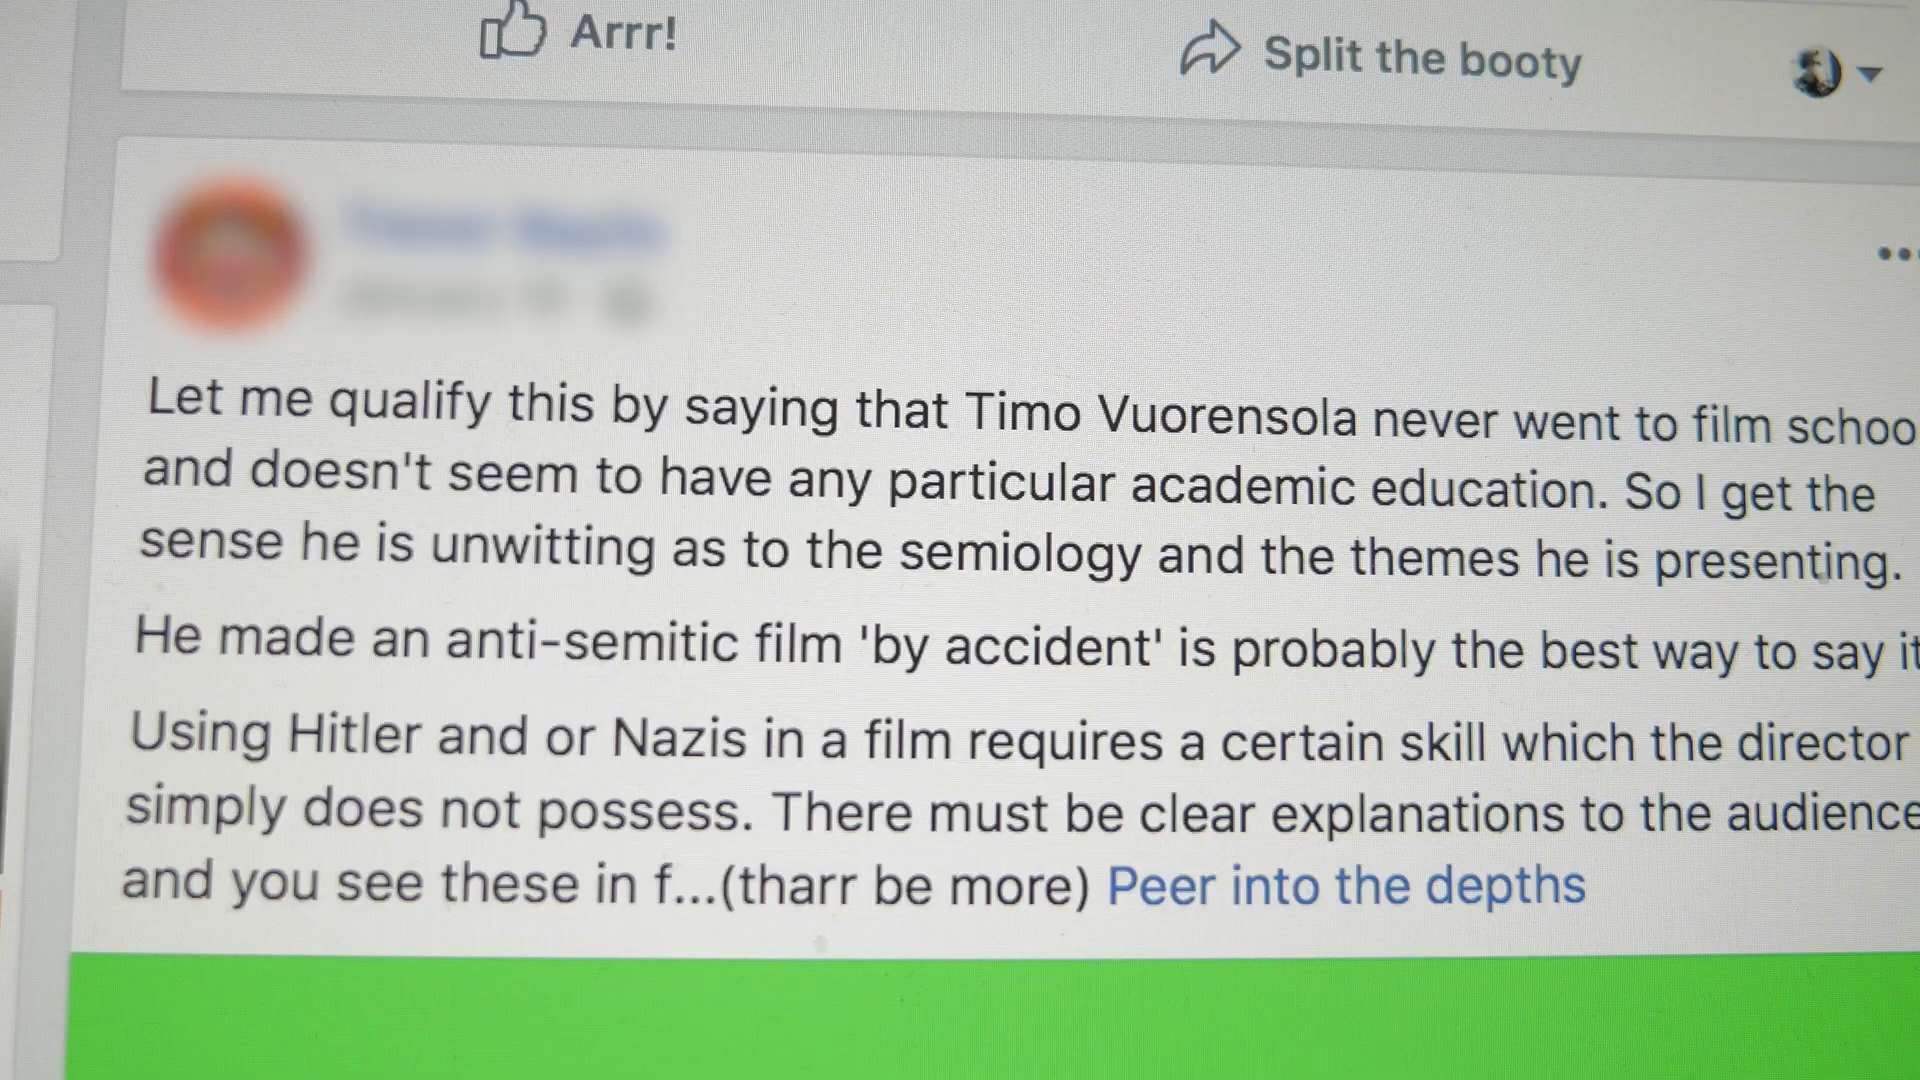 Arrr!
Split the booty
Let me qualify this by saying that Timo Vuorensola never went to film schoo
and doesn't seem to have any particular academic education. So I get the
sense he is unwitting as to the semiology and the themes he is presenting.
He made an anti-semitic film 'by accident' is probably the best way to say it
Using Hitler and or Nazis in a film requires a certain skill which the director
simply does not possess. There must be clear explanations to the audience
and you see these in f...(tharr be more) Peer into the depths